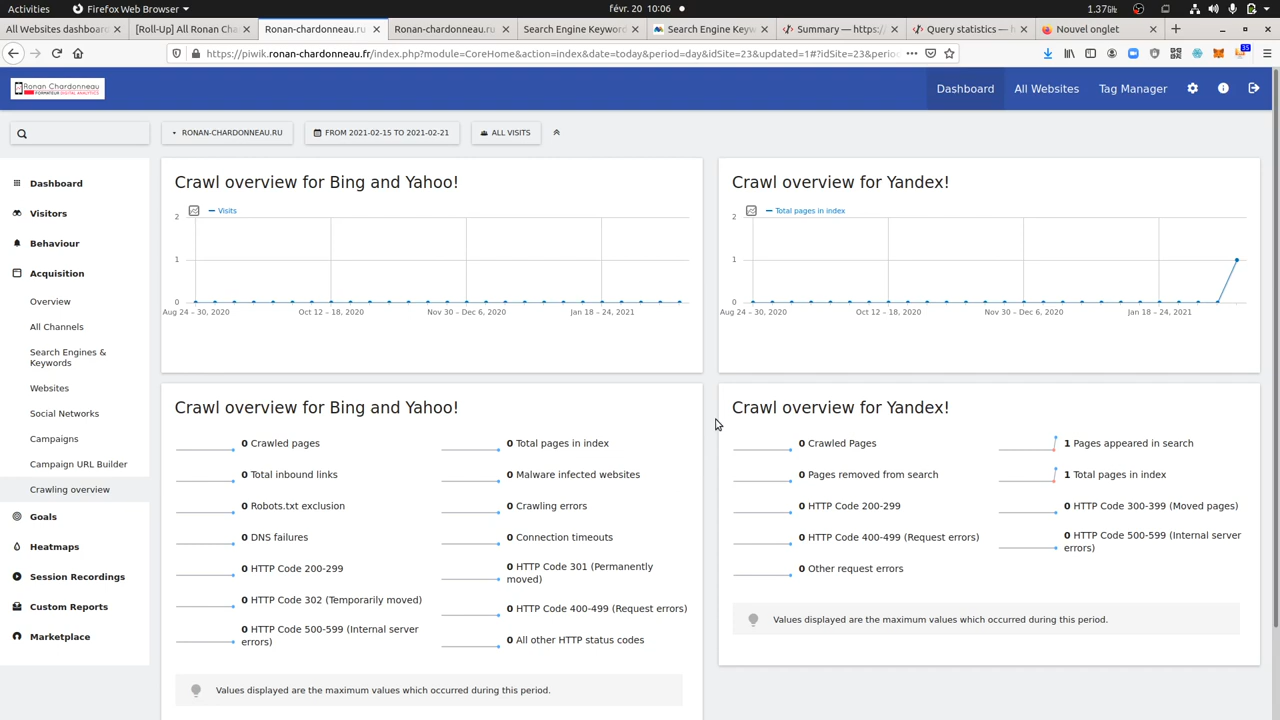 Activities
Firefox Web Browser
févr. 20 10:06
1.37
All Websites dashboard
[Roll-Up] All Ronan Cha
Ronan-chardonneau.ru
Ronan-chardonneau.ru
Search Engine Keyword
Search Engine Keyw
Summary — https:/
Query statistics — h
Nouvel onglet
https://piwik.ronan-chardonneau.fr/index.php?module=CoreHome&action=index&date=today&period=day&idSite=23&updated=1#?idSite=23&perio
35
Ronan Chardonneau
FORMATEUR DIGITAL ANALYTICS
Dashboard
All Websites
Tag Manager
RONAN-CHARDONNEAU.RU
FROM 2021-02-15 TO 2021-02-21
ALL VISITS
Dashboard
Visitors
Behaviour
Acquisition
Overview
All Channels
Search Engines &
Keywords
Websites
Social Networks
Campaigns
Campaign URL Builder
Crawling overview
Goals
Heatmaps
Session Recordings
Custom Reports
Marketplace
Crawl overview for Bing and Yahoo!
Visits
2
1
0
Aug 24 – 30, 2020
Oct 12 – 18, 2020
Nov 30 – Dec 6, 2020
Jan 18 – 24, 2021
Crawl overview for Yandex!
Total pages in index
2
1
0
Aug 24 – 30, 2020
Oct 12 – 18, 2020
Nov 30 – Dec 6, 2020
Jan 18 – 24, 2021
Crawl overview for Bing and Yahoo!
0 Crawled pages
0 Total pages in index
0 Total inbound links
0 Malware infected websites
0 Robots.txt exclusion
0 Crawling errors
0 DNS failures
0 Connection timeouts
0 HTTP Code 200-299
0 HTTP Code 301 (Permanently
moved)
0 HTTP Code 302 (Temporarily moved)
0 HTTP Code 400-499 (Request errors)
0 HTTP Code 500-599 (Internal server
errors)
0 All other HTTP status codes
Values displayed are the maximum values which occurred during this period.
Crawl overview for Yandex!
0 Crawled Pages
1 Pages appeared in search
0 Pages removed from search
1 Total pages in index
0 HTTP Code 200-299
0 HTTP Code 300-399 (Moved pages)
0 HTTP Code 400-499 (Request errors)
0 HTTP Code 500-599 (Internal server
errors)
0 Other request errors
Values displayed are the maximum values which occurred during this period.